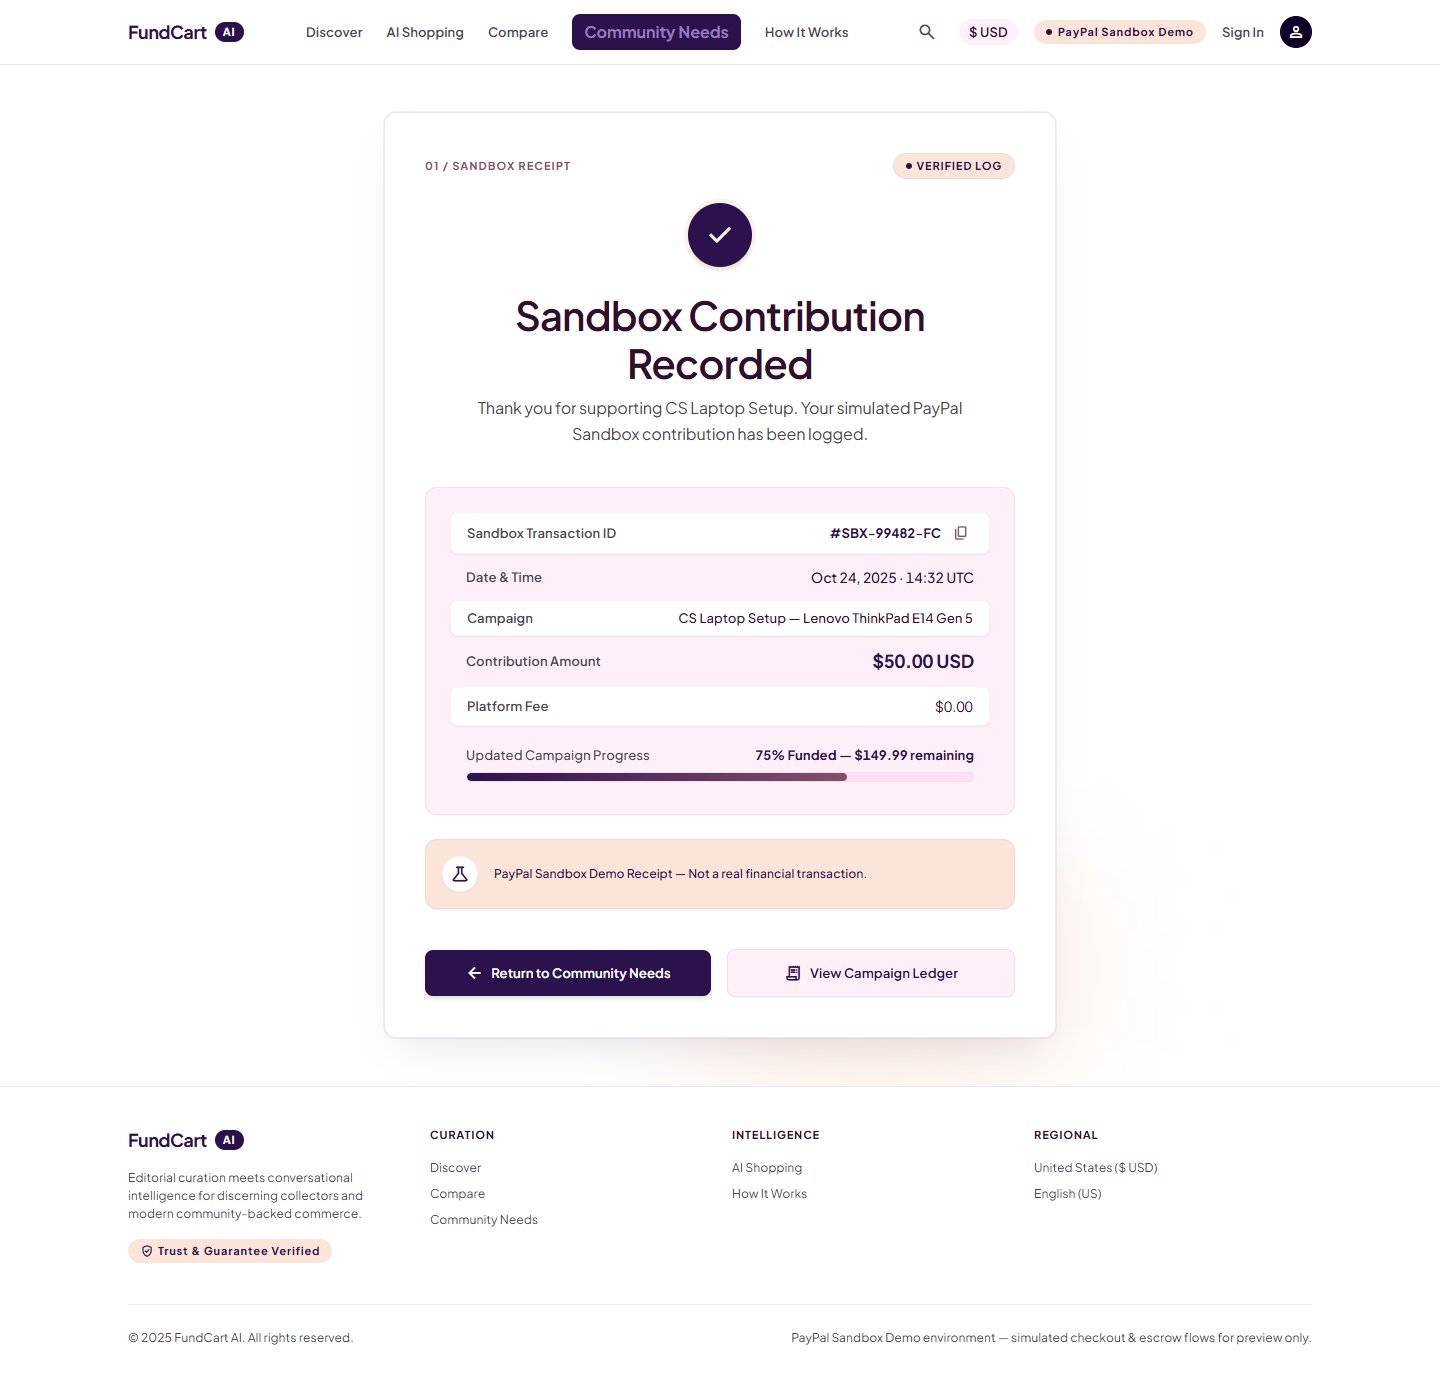 FundCart AI
Discover
AI Shopping
Compare
Community Needs
How It Works
$ USD
PayPal Sandbox Demo
Sign In
01 / SANDBOX RECEIPT
VERIFIED LOG
Sandbox Contribution
Recorded
Thank you for supporting CS Laptop Setup. Your simulated PayPal
Sandbox contribution has been logged.
Sandbox Transaction ID
#SBX-99482-FC
Date & Time
Oct 24, 2025 · 14:32 UTC
Campaign
CS Laptop Setup — Lenovo ThinkPad E14 Gen 5
Contribution Amount
$50.00 USD
Platform Fee
$0.00
Updated Campaign Progress
75% Funded — $149.99 remaining
PayPal Sandbox Demo Receipt — Not a real financial transaction.
Return to Community Needs
View Campaign Ledger
FundCart AI
Editorial curation meets conversational
intelligence for discerning collectors and
modern community-backed commerce.
Trust & Guarantee Verified
CURATION
Discover
Compare
Community Needs
INTELLIGENCE
AI Shopping
How It Works
REGIONAL
United States ($ USD)
English (US)
© 2025 FundCart AI. All rights reserved.
PayPal Sandbox Demo environment — simulated checkout & escrow flows for preview only.